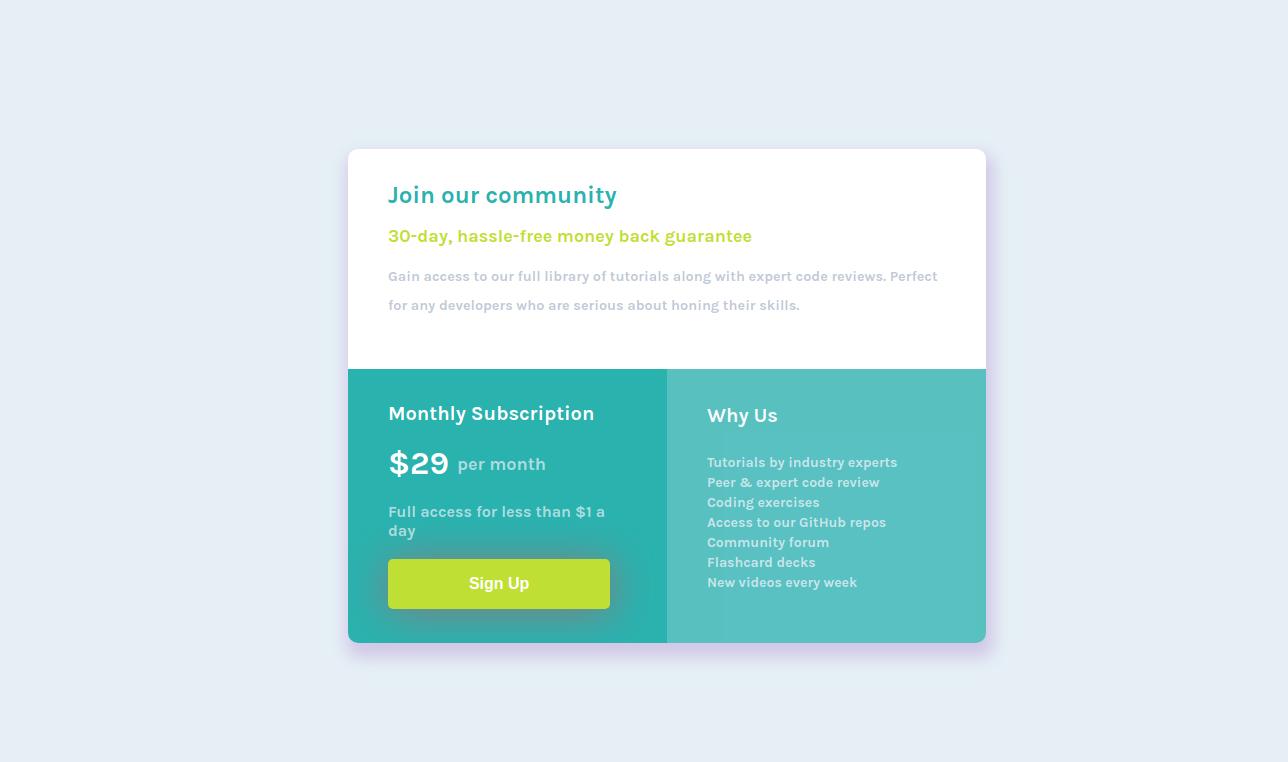 Join our community
30-day, hassle-free money back guarantee
Gain access to our full library of tutorials along with expert code reviews. Perfect
for any developers who are serious about honing their skills.
Monthly Subscription
$29 per month
Full access for less than $1 a
day
Sign Up
Why Us
Tutorials by industry experts
Peer & expert code review
Coding exercises
Access to our GitHub repos
Community forum
Flashcard decks
New videos every week